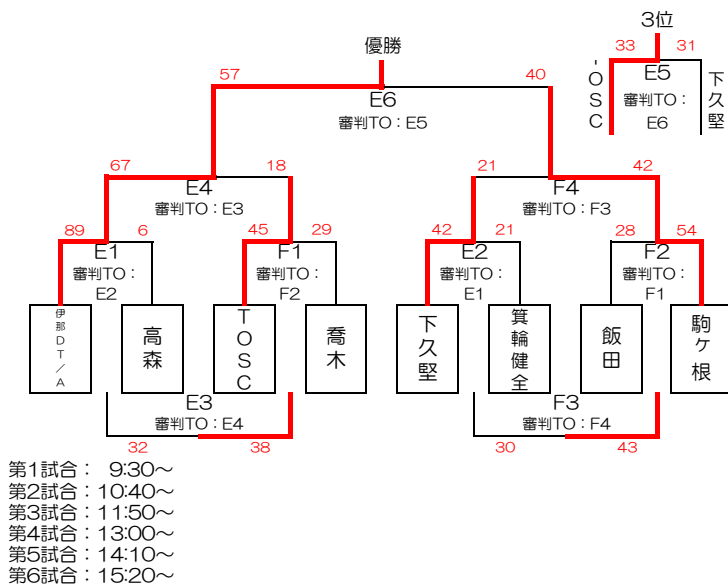 3位
優勝
33
31
57
40
E5
E6
TOSC
審判TO：
E6
下久堅
審判TO：E5
67
18
21
42
E4
F4
審判TO：E3
審判TO：F3
89
6
45
29
42
21
28
54
E1
F1
E2
F2
審判TO：
E2
審判TO：
F2
審判TO：
E1
審判TO：
F1
伊那DT／A
高森
TOSC
喬木
下久堅
箕輪健全
飯田
駒ヶ根
E3
F3
審判TO：E4
審判TO：F4
32
38
30
43
第1試合： 9:30～
第2試合：10:40～
第3試合：11:50～
第4試合：13:00～
第5試合：14:10～
第6試合：15:20～